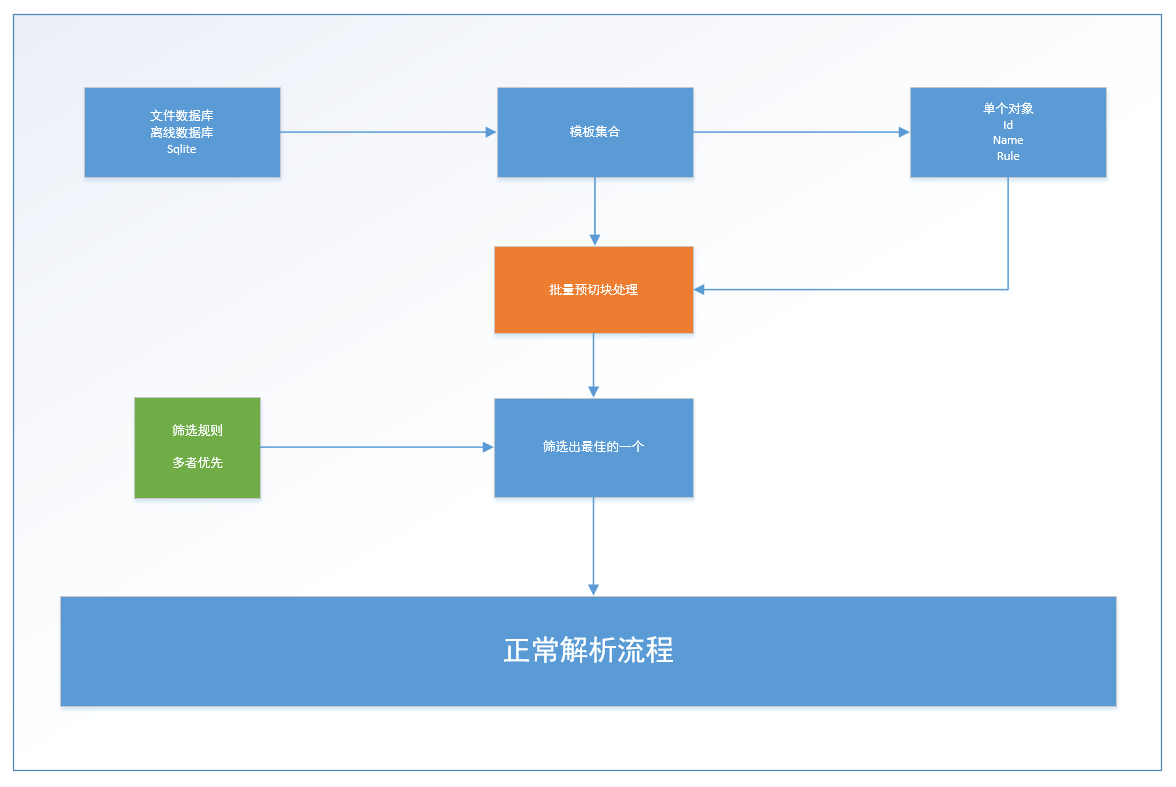 文件数据库
离线数据库
Sqlite
模板集合
单个对象
Id
Name
Rule
批量预切块处理
筛选规则
多者优先
筛选出最佳的一个
正常解析流程